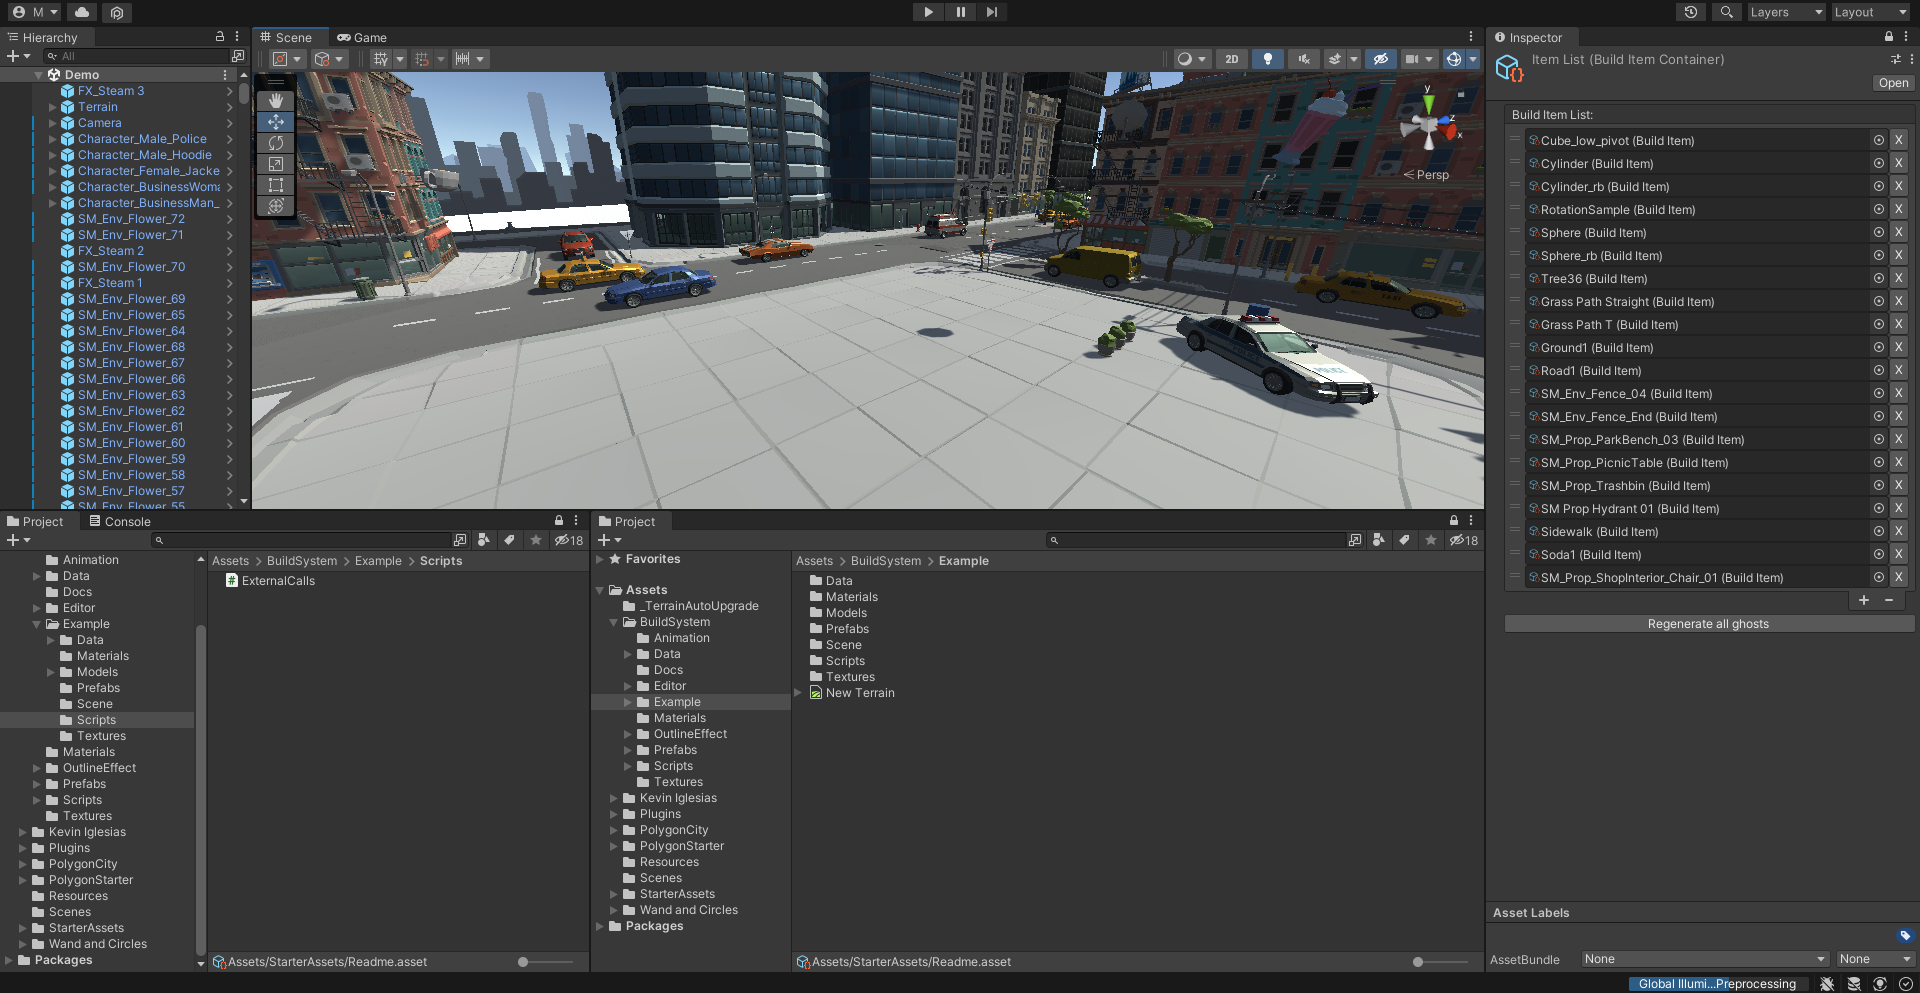 M
Layers
Layout
Hierarchy
All
Demo
FX_Steam 3
Terrain
Camera
Character_Male_Police
Character_Male_Hoodie
Character_Female_Jacke
Character_BusinessWoma
Character_BusinessMan_
SM_Env_Flower_72
SM_Env_Flower_71
FX_Steam 2
SM_Env_Flower_70
FX_Steam 1
SM_Env_Flower_69
SM_Env_Flower_65
SM_Env_Flower_64
SM_Env_Flower_68
SM_Env_Flower_67
SM_Env_Flower_66
SM_Env_Flower_63
SM_Env_Flower_62
SM_Env_Flower_61
SM_Env_Flower_60
SM_Env_Flower_59
SM_Env_Flower_58
SM_Env_Flower_57
SM_Env_Flower_55
Scene
Game
2D
y
z
x
Persp
POLICE
Inspector
Item List (Build Item Container)
Open
Build Item List:
Cube_low_pivot (Build Item)
X
Cylinder (Build Item)
X
Cylinder_rb (Build Item)
X
RotationSample (Build Item)
X
Sphere (Build Item)
X
Sphere_rb (Build Item)
X
Tree36 (Build Item)
X
Grass Path Straight (Build Item)
X
Grass Path T (Build Item)
X
Ground1 (Build Item)
X
Road1 (Build Item)
X
SM_Env_Fence_04 (Build Item)
X
SM_Env_Fence_End (Build Item)
X
SM_Prop_ParkBench_03 (Build Item)
X
SM_Prop_PicnicTable (Build Item)
X
SM_Prop_Trashbin (Build Item)
X
SM Prop Hydrant 01 (Build Item)
X
Sidewalk (Build Item)
X
Soda1 (Build Item)
X
SM_Prop_ShopInterior_Chair_01 (Build Item)
X
Regenerate all ghosts
Asset Labels
AssetBundle
None
None
Project
Console
18
Animation
Data
Docs
Editor
Example
Data
Materials
Models
Prefabs
Scene
Scripts
Textures
Materials
OutlineEffect
Prefabs
Scripts
Textures
Kevin Iglesias
Plugins
PolygonCity
PolygonStarter
Resources
Scenes
StarterAssets
Wand and Circles
Packages
Assets > BuildSystem > Example > Scripts
ExternalCalls
Assets/StarterAssets/Readme.asset
Project
18
Favorites
Assets
_TerrainAutoUpgrade
BuildSystem
Animation
Data
Docs
Editor
Example
Materials
OutlineEffect
Prefabs
Scripts
Textures
Kevin Iglesias
Plugins
PolygonCity
PolygonStarter
Resources
Scenes
StarterAssets
Wand and Circles
Packages
Assets > BuildSystem > Example
Data
Materials
Models
Prefabs
Scene
Scripts
Textures
New Terrain
Assets/StarterAssets/Readme.asset
Global Illumi...Preprocessing